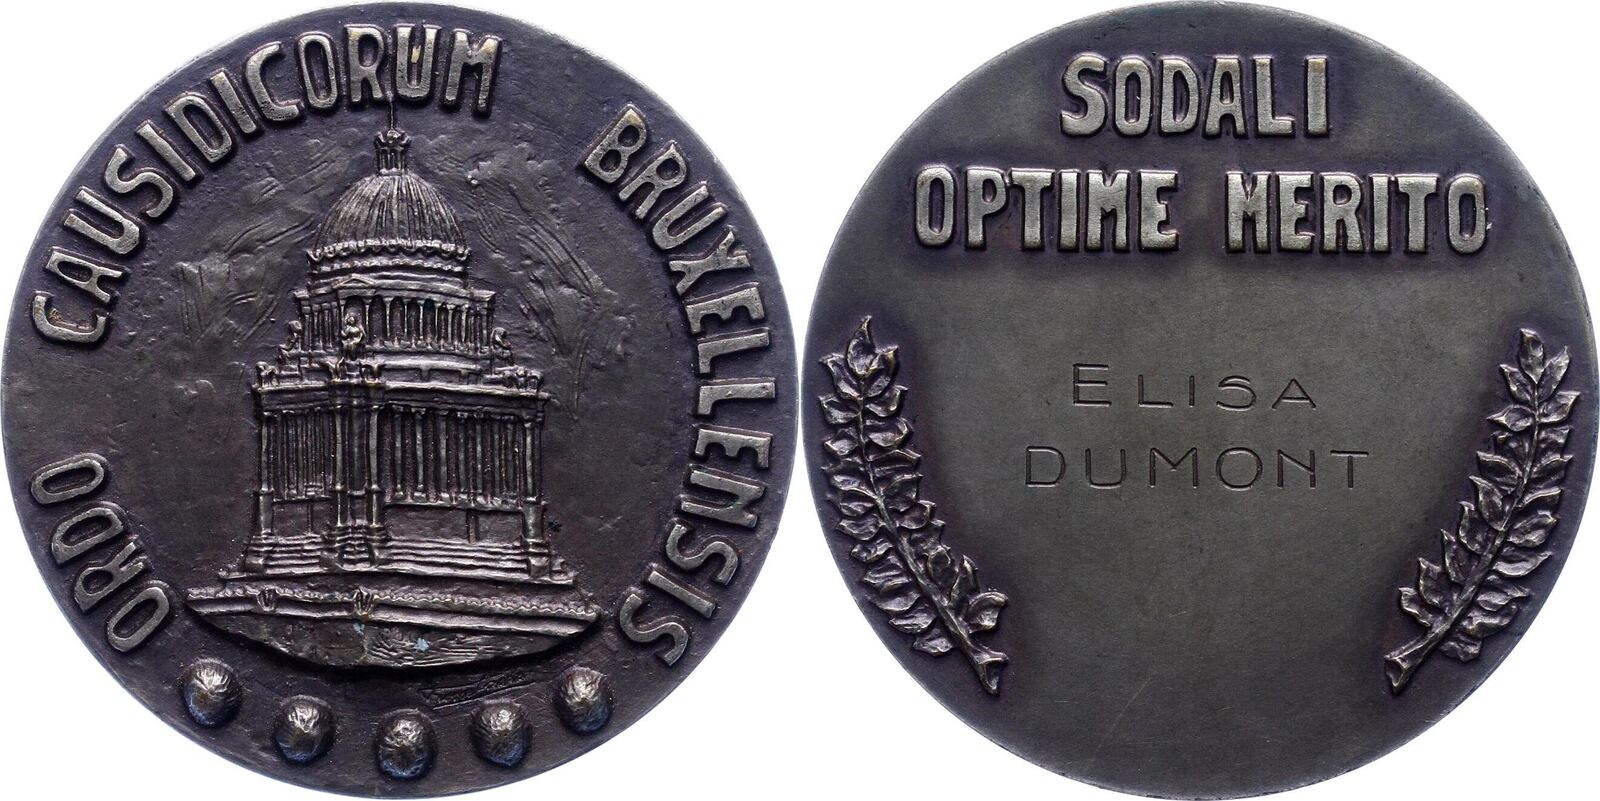 ORDO CAUSIDICORUM BRUXELLENSIS
SODALI
OPTIME MERITO
ELISA
DUMONT